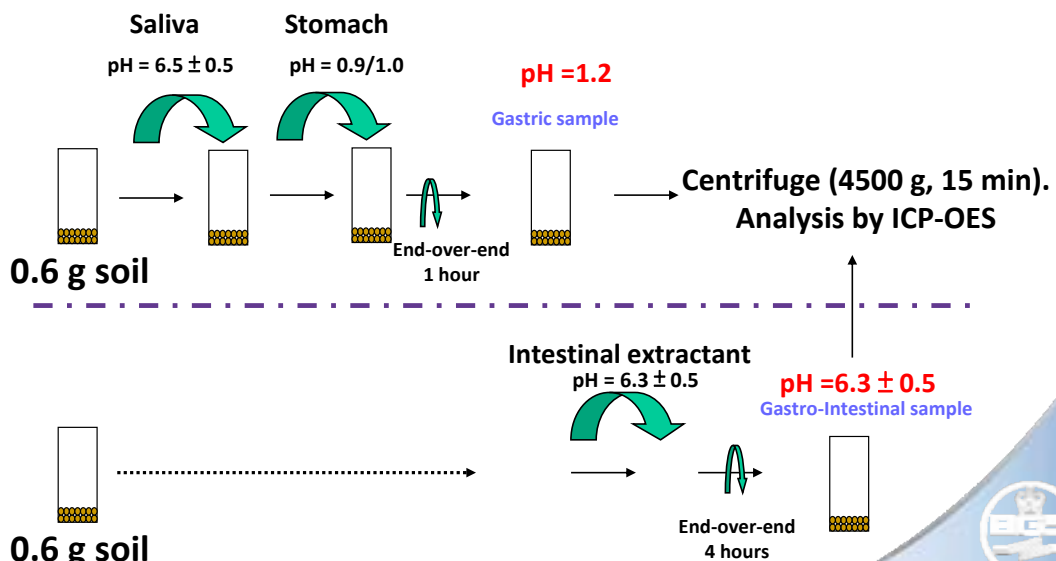 Saliva
pH = 6.5 ± 0.5
Stomach
pH = 0.9/1.0
pH =1.2
Gastric sample
0.6 g soil
End-over-end
1 hour
Centrifuge (4500 g, 15 min).
Analysis by ICP-OES
Intestinal extractant
pH = 6.3 ± 0.5
pH =6.3 ± 0.5
Gastro-Intestinal sample
0.6 g soil
End-over-end
4 hours